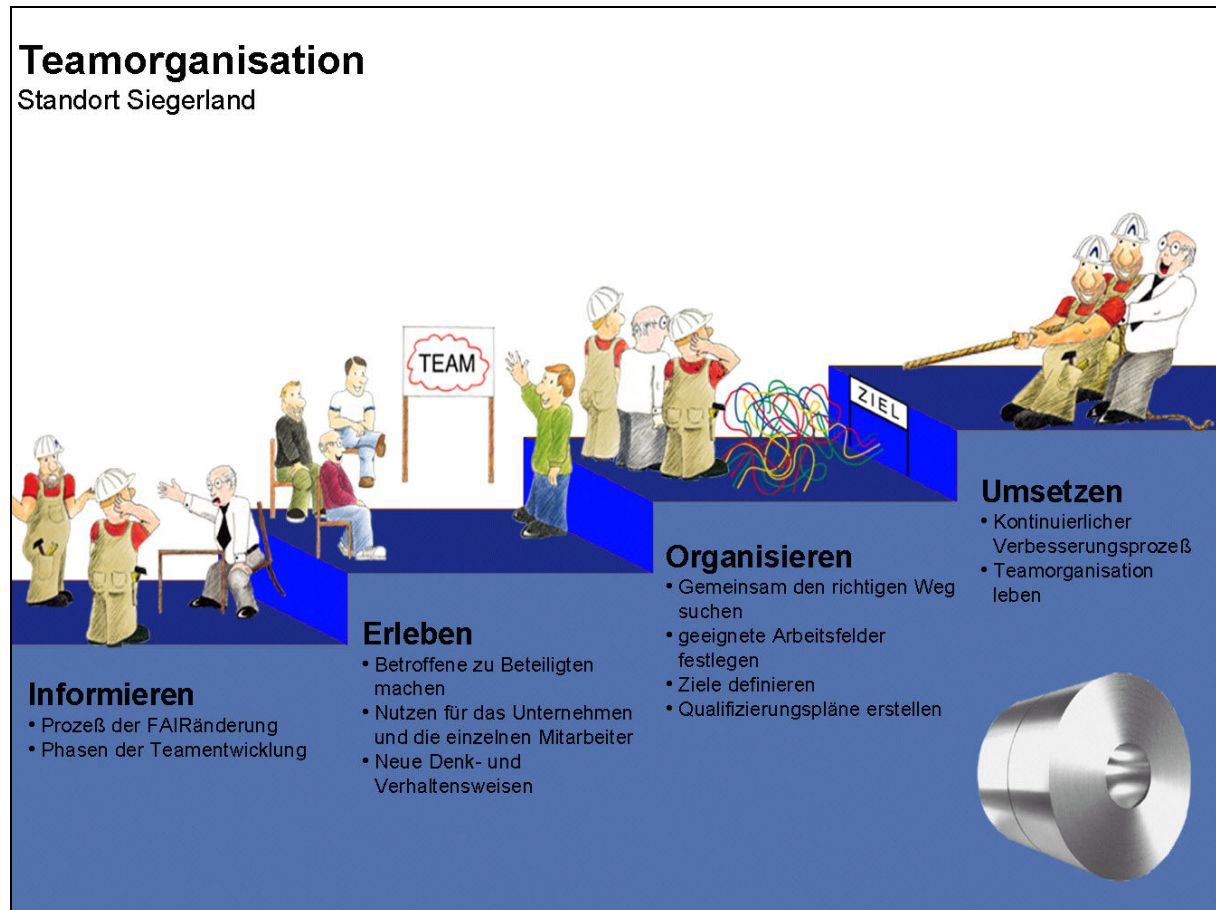 Teamorganisation
Standort Siegerland
TEAM
ZIEL
Informieren
• Prozeß der FAIRänderung
• Phasen der Teamentwicklung
Erleben
• Betroffene zu Beteiligten
machen
• Nutzen für das Unternehmen
und die einzelnen Mitarbeiter
• Neue Denk- und
Verhaltensweisen
Organisieren
• Gemeinsam den richtigen Weg
suchen
• geeignete Arbeitsfelder
festlegen
• Ziele definieren
• Qualifizierungspläne erstellen
Umsetzen
• Kontinuierlicher
Verbesserungsprozeß
• Teamorganisation
leben